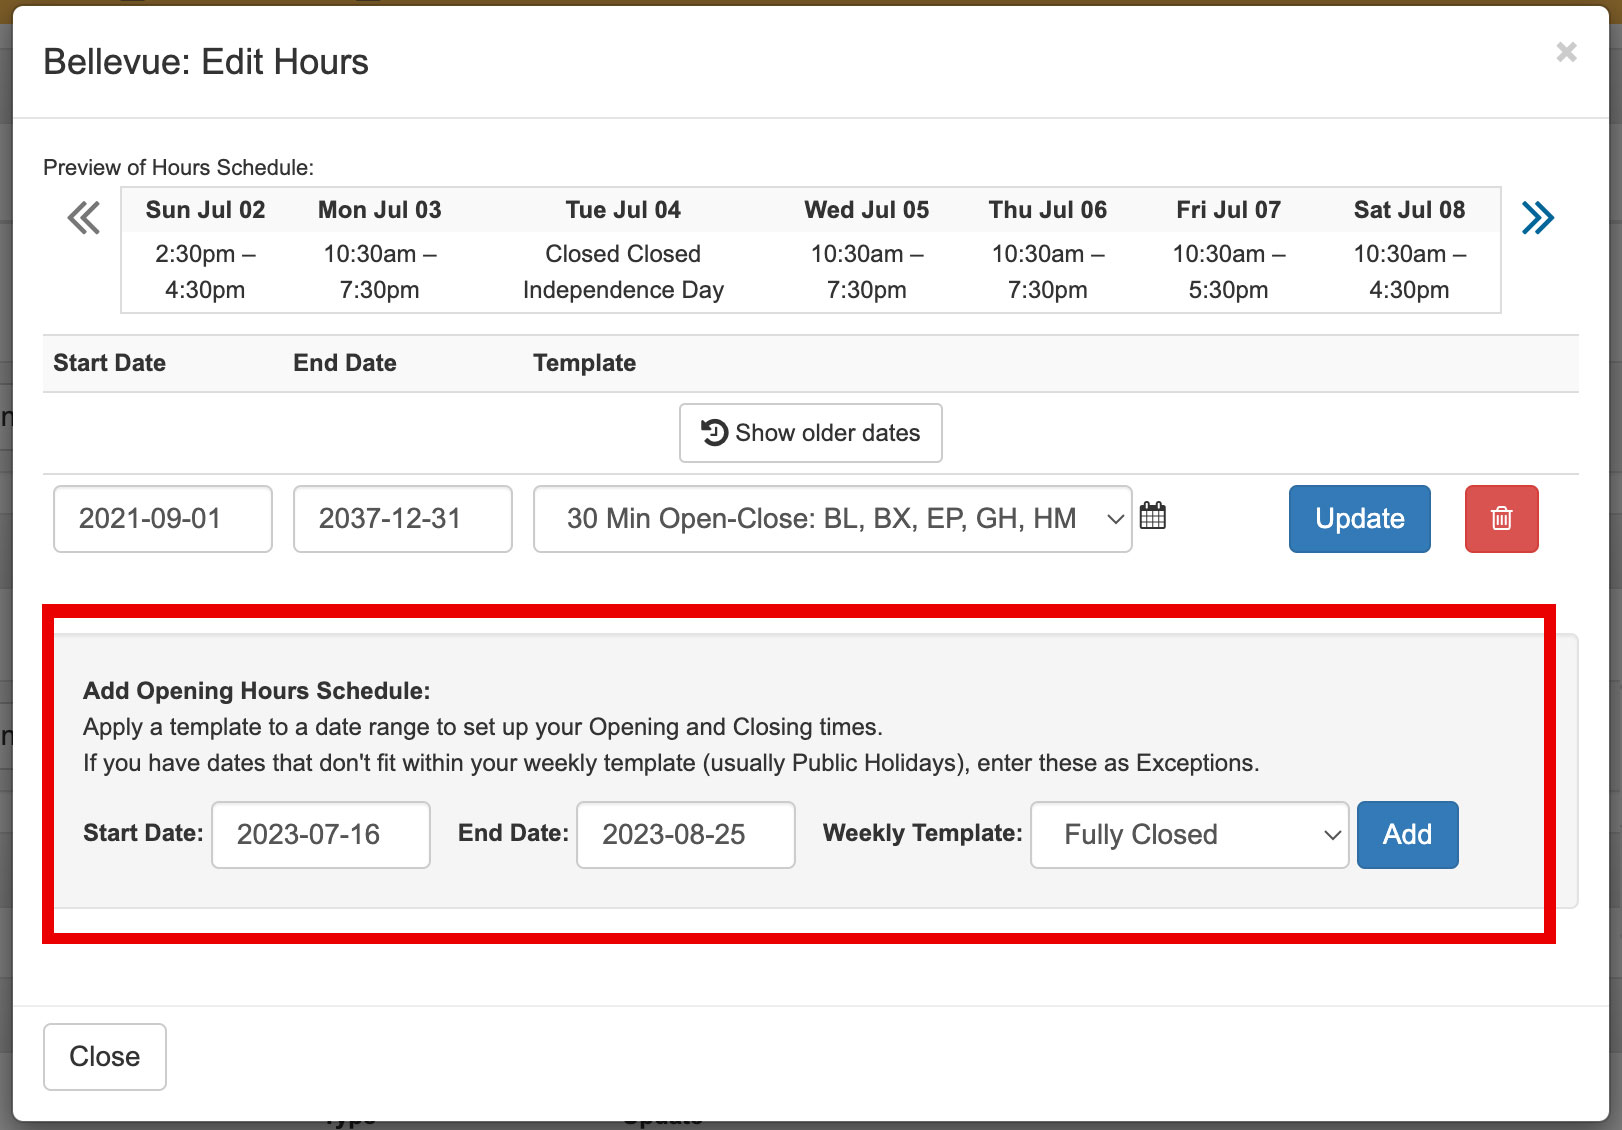 Bellevue: Edit Hours
×
Preview of Hours Schedule:
Sun Jul 02 Mon Jul 03 Tue Jul 04 Wed Jul 05 Thu Jul 06 Fri Jul 07 Sat Jul 08
2:30pm – 10:30am – Closed Closed 10:30am – 10:30am – 10:30am – 10:30am –
4:30pm 7:30pm Independence Day 7:30pm 7:30pm 5:30pm 4:30pm
Start Date End Date Template
Show older dates
2021-09-01 2037-12-31 30 Min Open-Close: BL, BX, EP, GH, HM Update
Add Opening Hours Schedule:
Apply a template to a date range to set up your Opening and Closing times.
If you have dates that don't fit within your weekly template (usually Public Holidays), enter these as Exceptions.
Start Date: 2023-07-16 End Date: 2023-08-25 Weekly Template: Fully Closed Add
Close